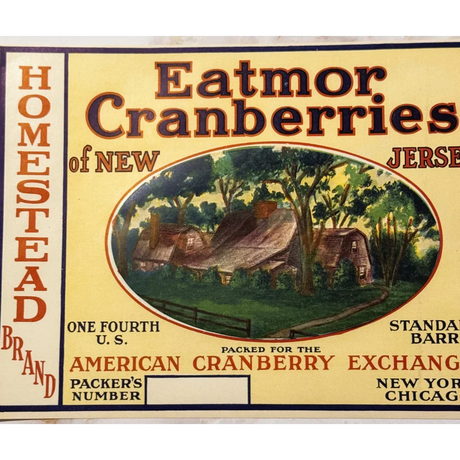 HOMESTEAD
BRAND
Eatmor
Cranberries
of NEW JERSE
ONE FOURTH
U. S.
STANDA
BARR
PACKED FOR THE
AMERICAN CRANBERRY EXCHANG
PACKER'S
NUMBER
NEW YOR
CHICAG